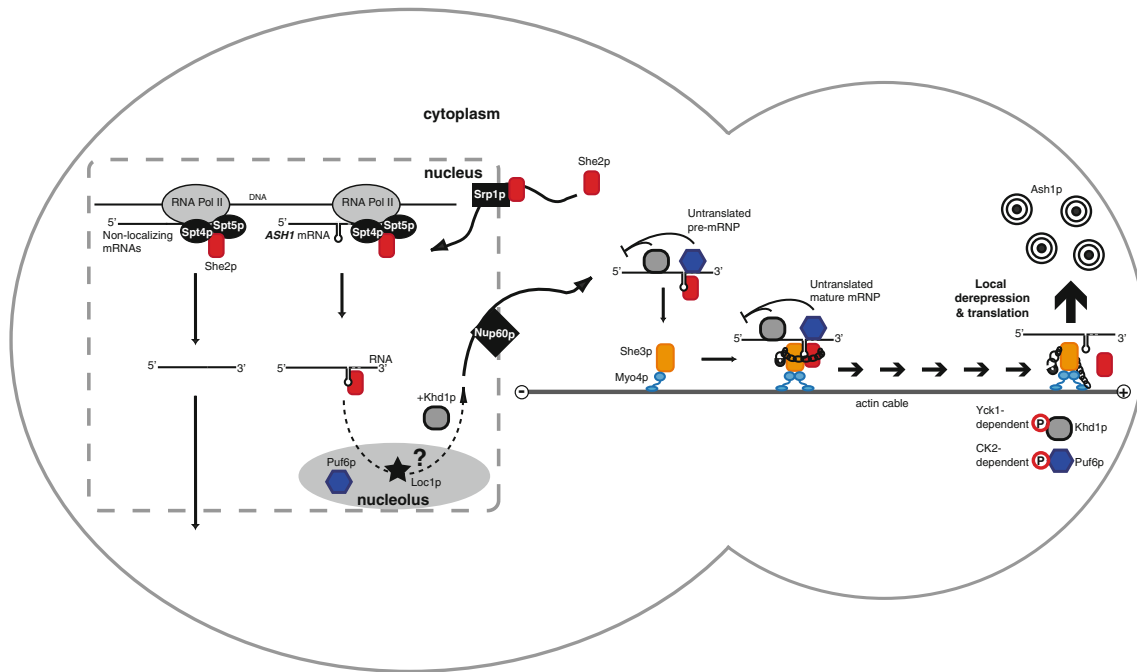 cytoplasm
nucleus
She2p
Srp1p
RNA Pol II
DNA
RNA Pol II
5’
Spt4p
Spt5p
Non-localizing
mRNAs
She2p
5’
ASH1 mRNA
Spt4p
Spt5p
5’
3’
5’
RNA
3’
+Khd1p
Nup60p
Puf6p
?
Loc1p
nucleolus
Untranslated
pre-mRNP
5’
3’
Untranslated
mature mRNP
5’
3’
She3p
Myo4p
-
actin cable
+
Ash1p
Local
derepression
& translation
5’
3’
Yck1-
dependent
P
Khd1p
CK2-
dependent
P
Puf6p